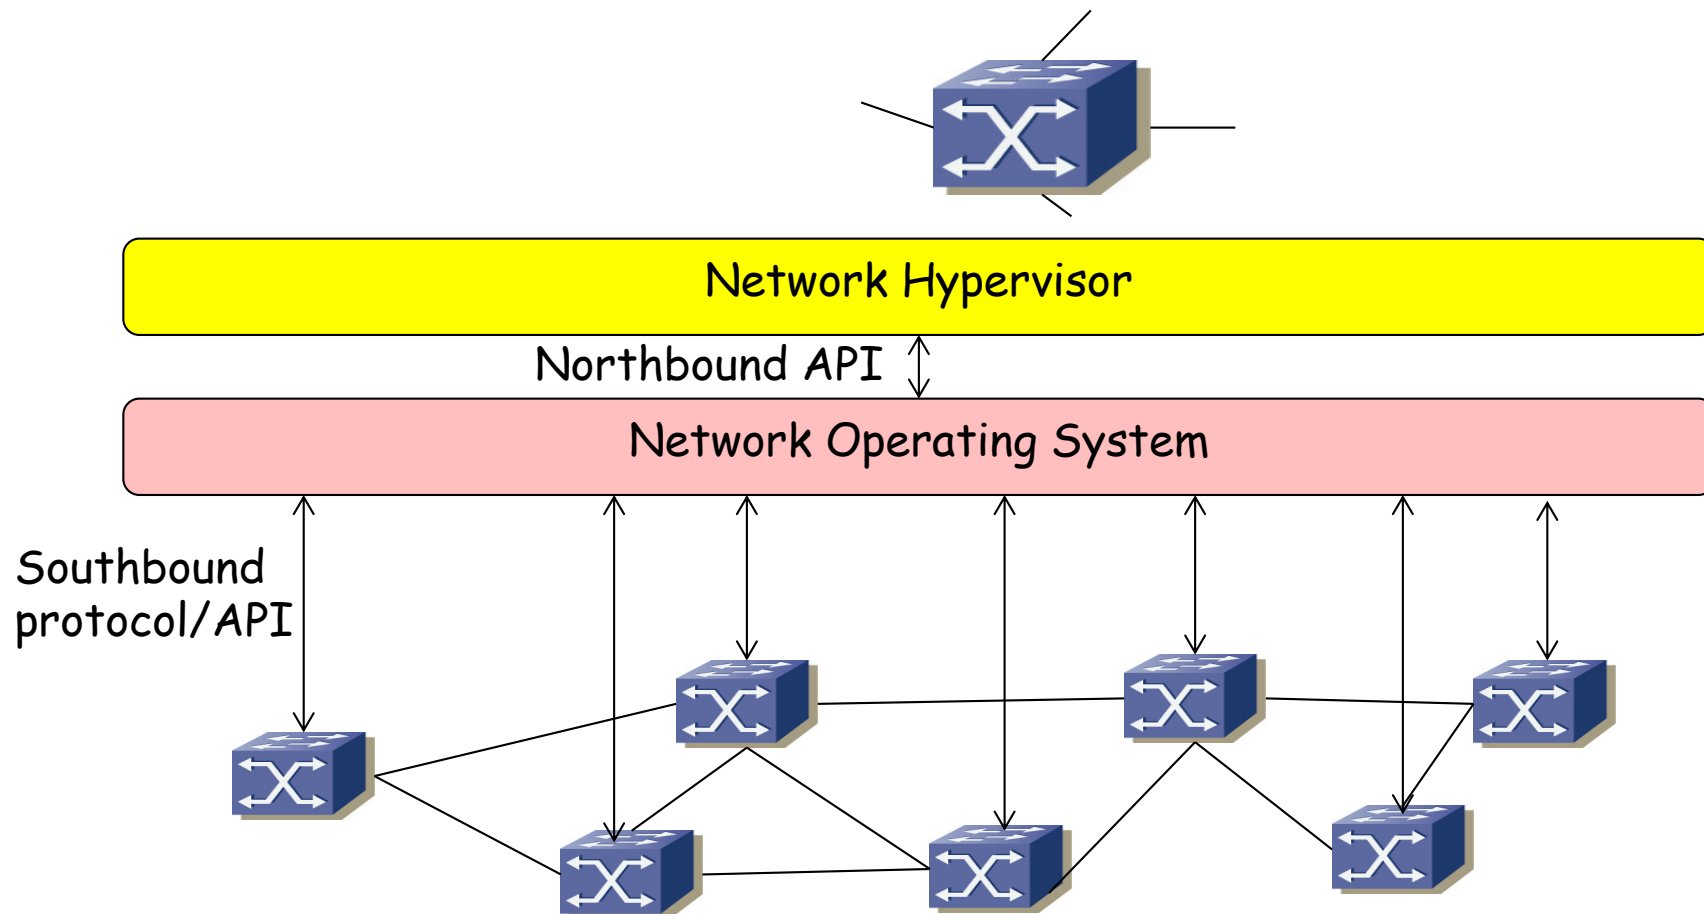 Network Hypervisor
Northbound API
Network Operating System
Southbound
protocol/API